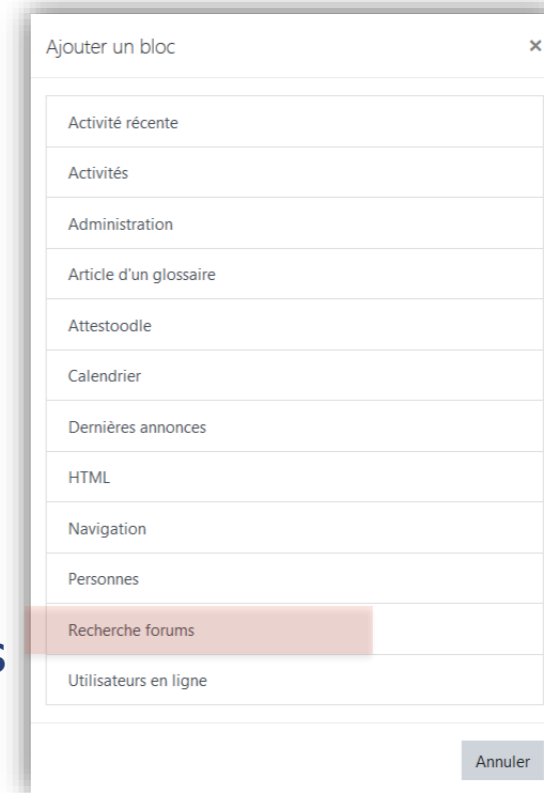 Ajouter un bloc ×
Activité récente
Activités
Administration
Article d'un glossaire
Attestoodle
Calendrier
Dernières annonces
HTML
Navigation
Personnes
Recherche forums
Utilisateurs en ligne
Annuler